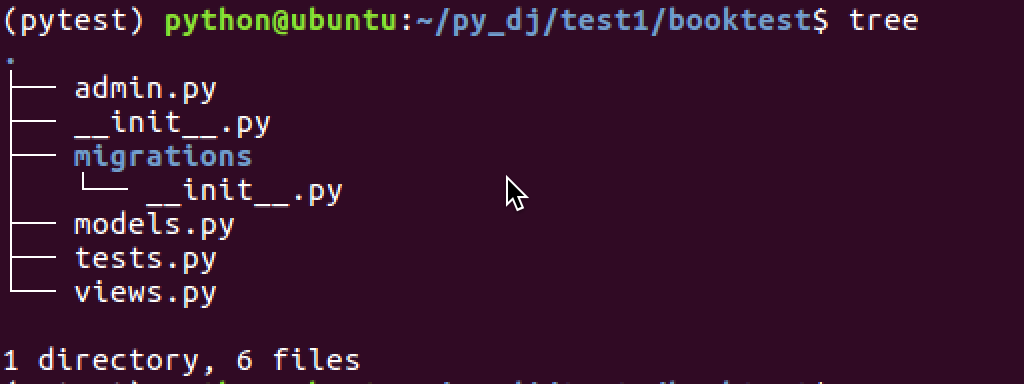 (pytest) python@ubuntu:~/py_dj/test1/booktest$ tree
.
├── admin.py
├── __init__.py
├── migrations
│   └── __init__.py
├── models.py
├── tests.py
└── views.py
1 directory, 6 files